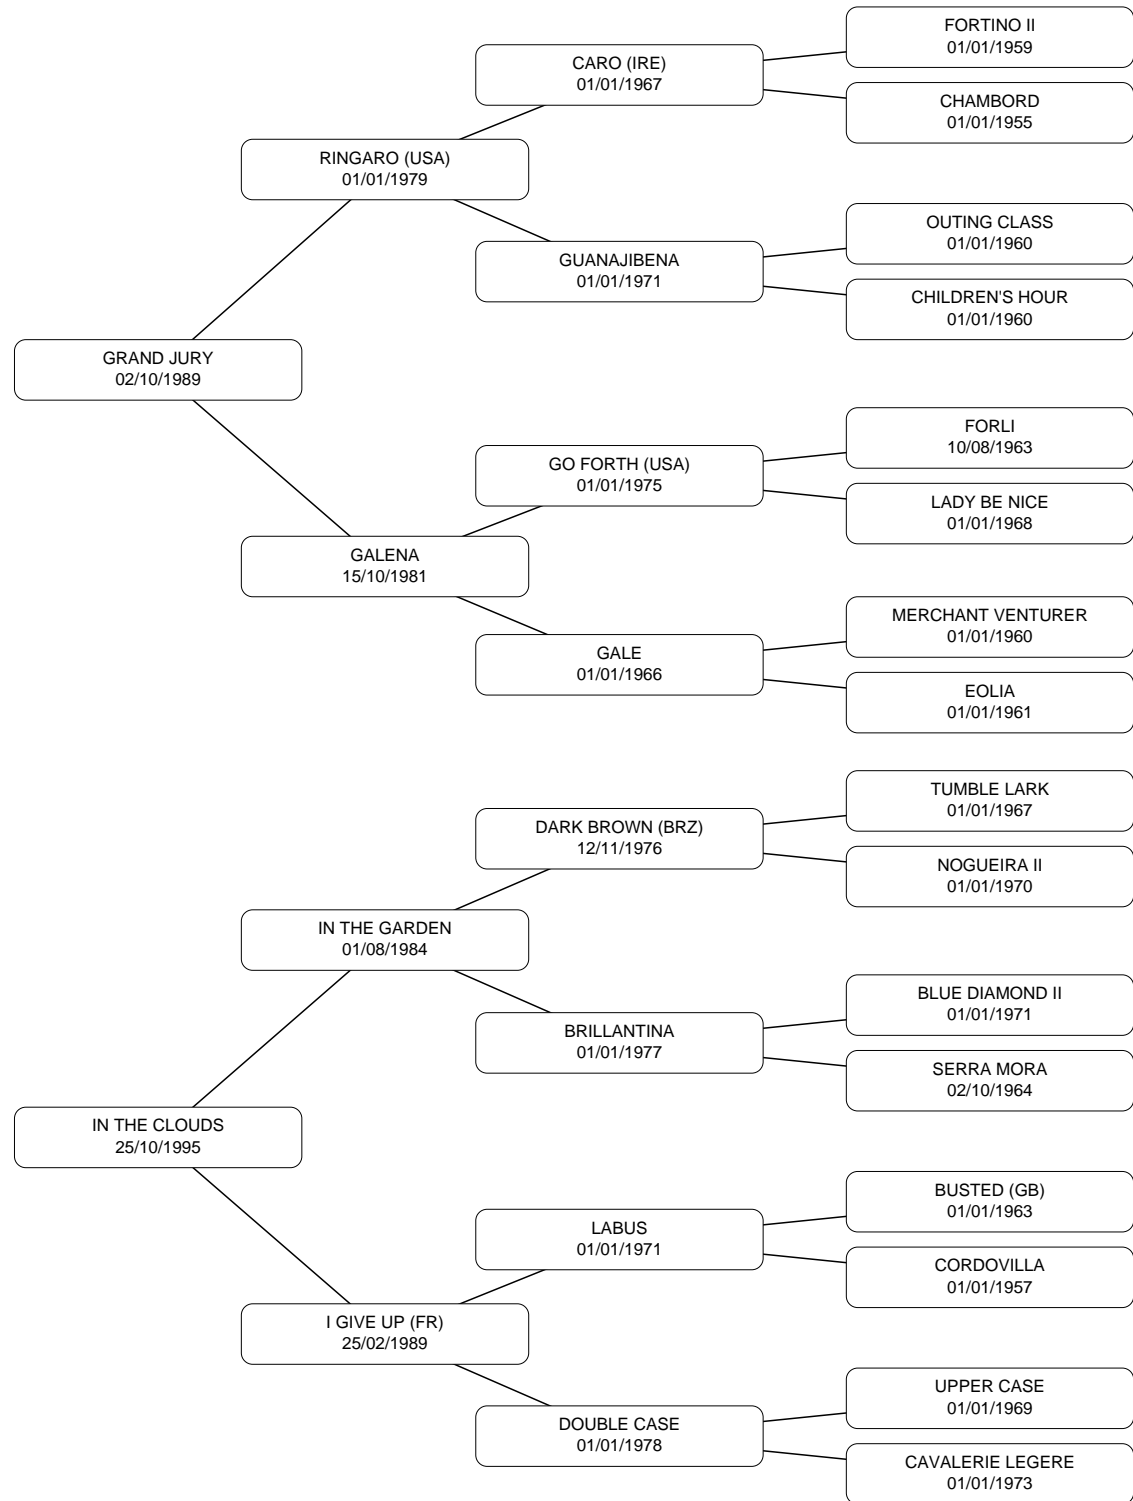 FORTINO II
01/01/1959
CARO (IRE)
01/01/1967
CHAMBORD
01/01/1955
RINGARO (USA)
01/01/1979
OUTING CLASS
01/01/1960
GUANAJIBENA
01/01/1971
CHILDREN'S HOUR
01/01/1960
GRAND JURY
02/10/1989
FORLI
10/08/1963
GO FORTH (USA)
01/01/1975
LADY BE NICE
01/01/1968
GALENA
15/10/1981
MERCHANT VENTURER
01/01/1960
GALE
01/01/1966
EOLIA
01/01/1961
TUMBLE LARK
01/01/1967
DARK BROWN (BRZ)
12/11/1976
NOGUEIRA II
01/01/1970
IN THE GARDEN
01/08/1984
BLUE DIAMOND II
01/01/1971
BRILLANTINA
01/01/1977
SERRA MORA
02/10/1964
IN THE CLOUDS
25/10/1995
BUSTED (GB)
01/01/1963
LABUS
01/01/1971
CORDOVILLA
01/01/1957
I GIVE UP (FR)
25/02/1989
UPPER CASE
01/01/1969
DOUBLE CASE
01/01/1978
CAVALERIE LEGERE
01/01/1973